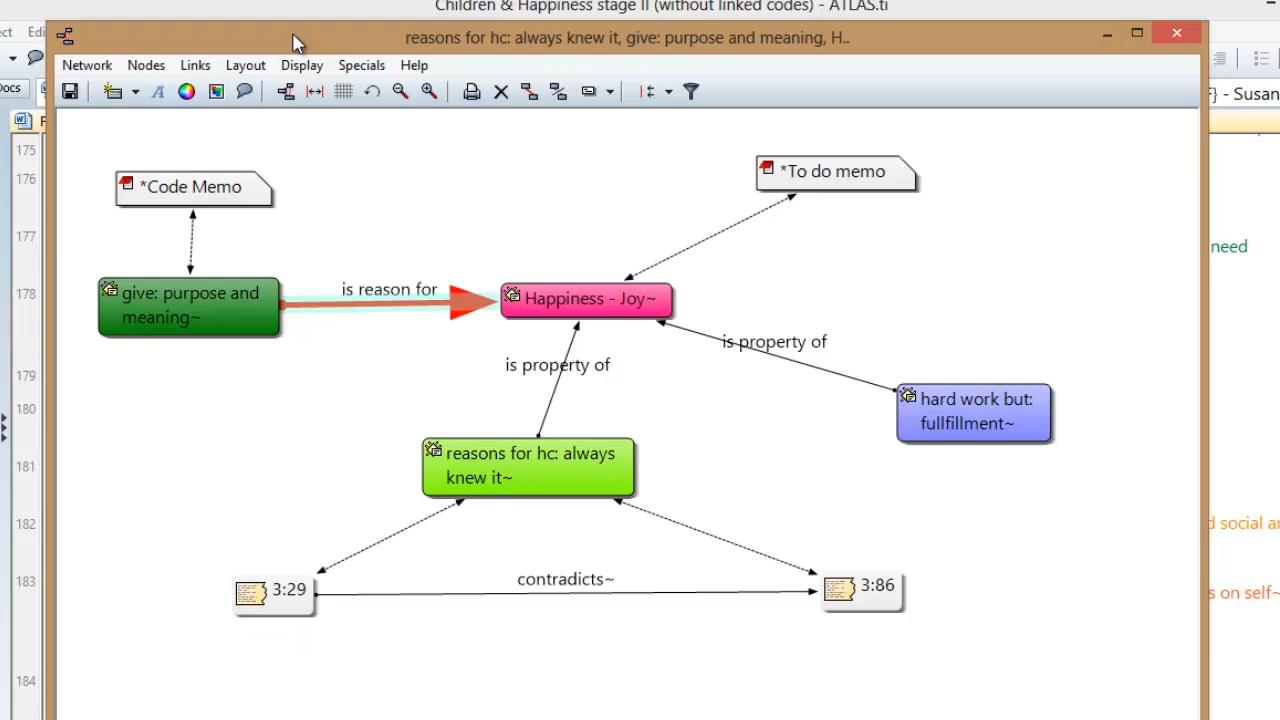 Children & Happiness stage II (without linked codes) - ATLAS.ti
reasons for hc: always knew it, give: purpose and meaning, H..
Network Nodes Links Layout Display Specials Help
} - Susan
175
176
177
178
179
180
181
182
183
184
*Code Memo
*To do memo
need
give: purpose and
meaning~
is reason for
Happiness - Joy~
is property of
is property of
hard work but:
fullfillment~
reasons for hc: always
knew it~
d social a
3:29
contradicts~
3:86
s on self~